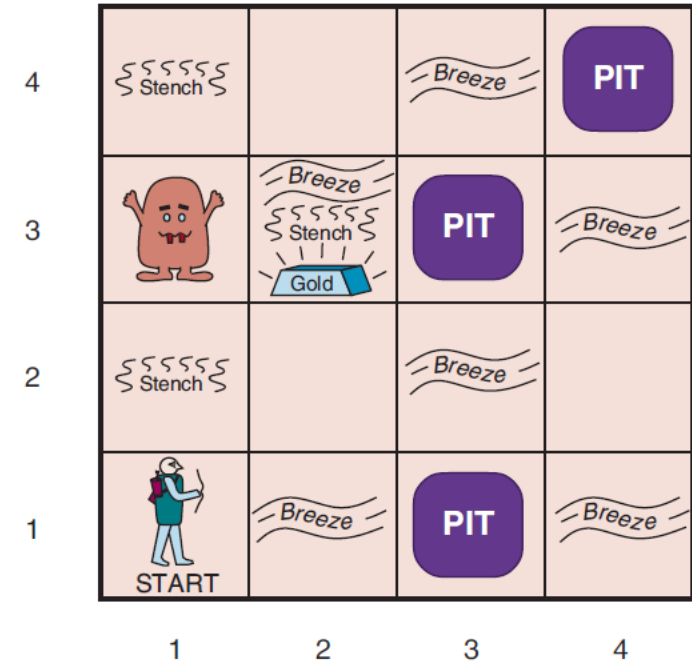 4
Stench
Breeze
PIT
3
Breeze
Stench
Gold
PIT
Breeze
2
Stench
Breeze
1
START
Breeze
PIT
Breeze
1 2 3 4